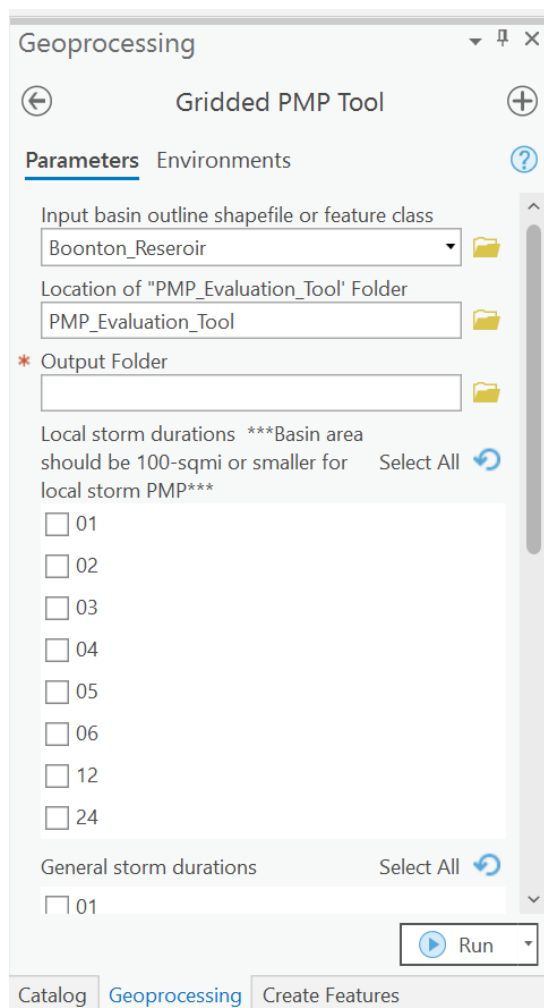 Geoprocessing
Gridded PMP Tool
Parameters Environments
Input basin outline shapefile or feature class
Boonton_Reseroir
Location of "PMP_Evaluation_Tool' Folder
PMP_Evaluation_Tool
* Output Folder
Local storm durations ***Basin area
should be 100-sqmi or smaller for Select All
local storm PMP***
01
02
03
04
05
06
12
24
General storm durations Select All
01
Run
Catalog Geoprocessing Create Features